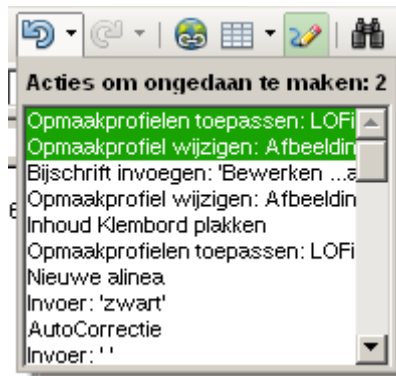 Acties om ongedaan te maken: 2
Opmaakprofielen toepassen: LOFi
Opmaakprofiel wijzigen: Afbeeldin
Bijschrift invoegen: 'Bewerken ...a
Opmaakprofiel wijzigen: Afbeeldin
Inhoud Klembord plakken
Opmaakprofielen toepassen: LOFi
Nieuwe alinea
Invoer: 'zwart'
AutoCorrectie
Invoer: ' '